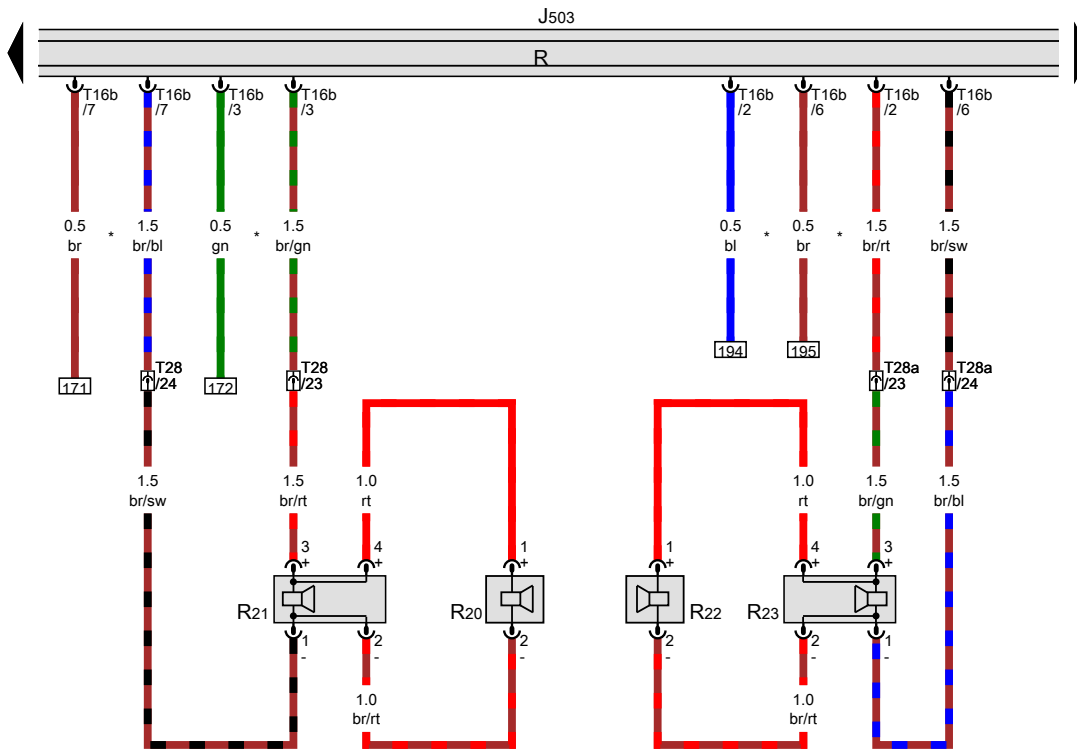 J503
R
T16b T16b T16b T16b T16b T16b T16b T16b
/7 /7 /3 /3 /2 /6 /2 /6
0.5 1.5 0.5 1.5 0.5 0.5 1.5 1.5
br * br/bl gn * br/gn bl * br * br/rt br/sw
194 195
T28 T28 T28a T28a
/24 /23 /23 /24
171 172
1.5 1.5 1.0 1.0 1.5 1.5
br/sw br/rt rt rt br/gn br/bl
3 4 1 1 4 3
+ + + + + +
R21 R20 R22 R23
1 2 2 2 2 1
- - - - - -
1.0 1.0
br/rt br/rt